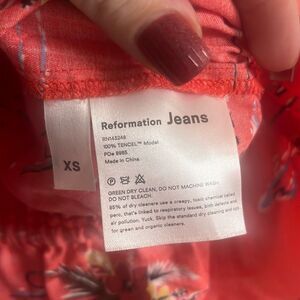 Reformation Jeans
RN143248
100% TENCEL™ Modal
PO# 8985
Made in China
XS
GREEN DRY CLEAN, DO NOT MACHINE WASH,
DO NOT BLEACH.
85% of dry cleaners use a creepy, toxic chemical called
perc, that's linked to respiratory issues, birth defects and
air pollution. Yuck. Skip the standard dry cleaning and opt
for green and organic cleaners.